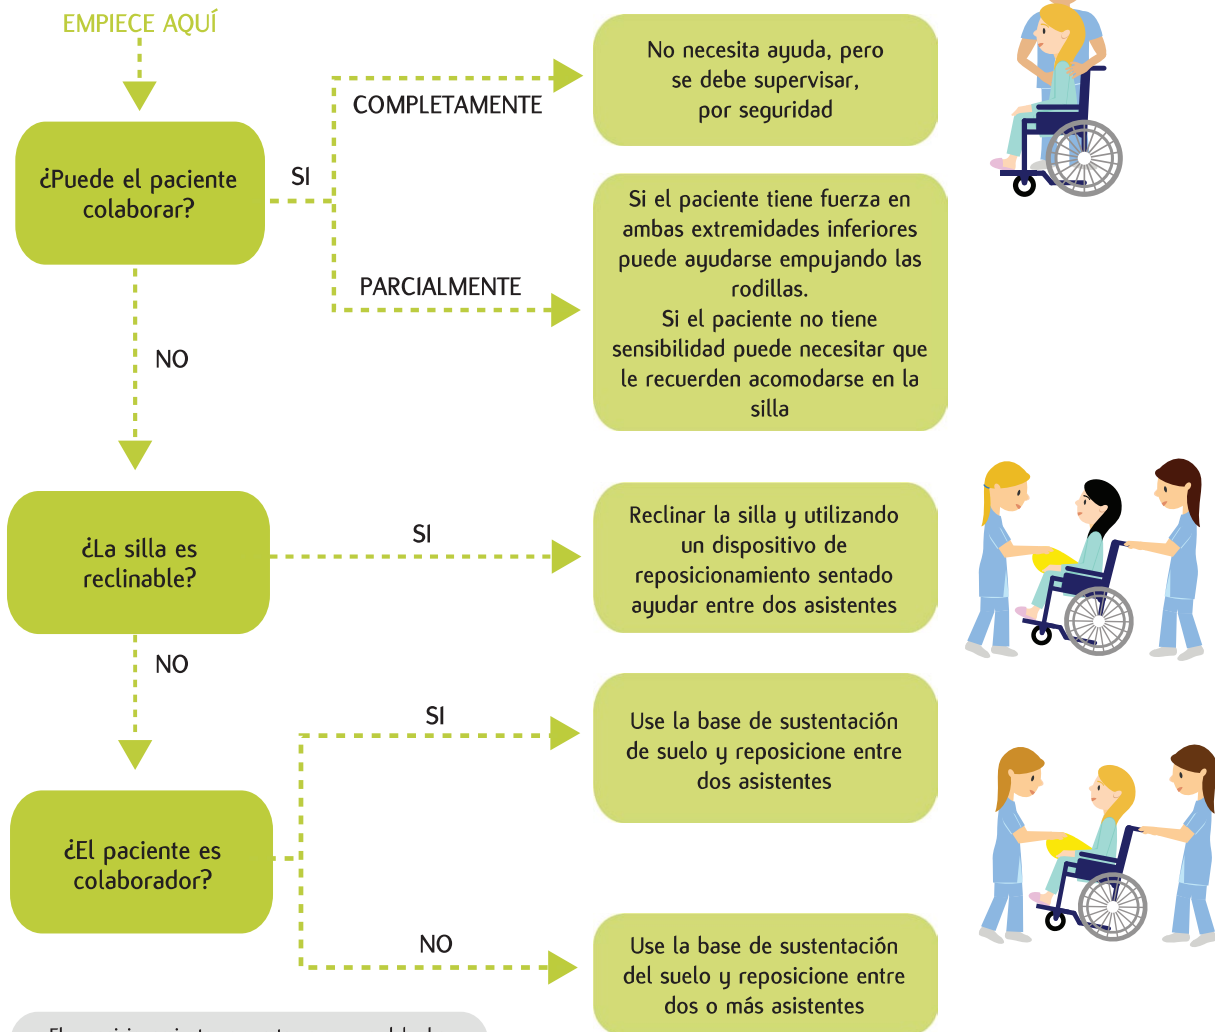 EMPIECE AQUÍ
¿Puede el paciente
colaborar?
SI
COMPLETAMENTE
No necesita ayuda, pero
se debe supervisar,
por seguridad
PARCIALMENTE
Si el paciente tiene fuerza en
ambas extremidades inferiores
puede ayudarse empujando las
rodillas.
Si el paciente no tiene
sensibilidad puede necesitar que
le recuerden acomodarse en la
silla
NO
¿La silla es
reclinable?
SI
Reclinar la silla y utilizando
un dispositivo de
reposicionamiento sentado
ayudar entre dos asistentes
NO
¿El paciente es
colaborador?
SI
Use la base de sustentación
de suelo y reposicione entre
dos asistentes
NO
Use la base de sustentación
del suelo y reposicione entre
dos o más asistentes